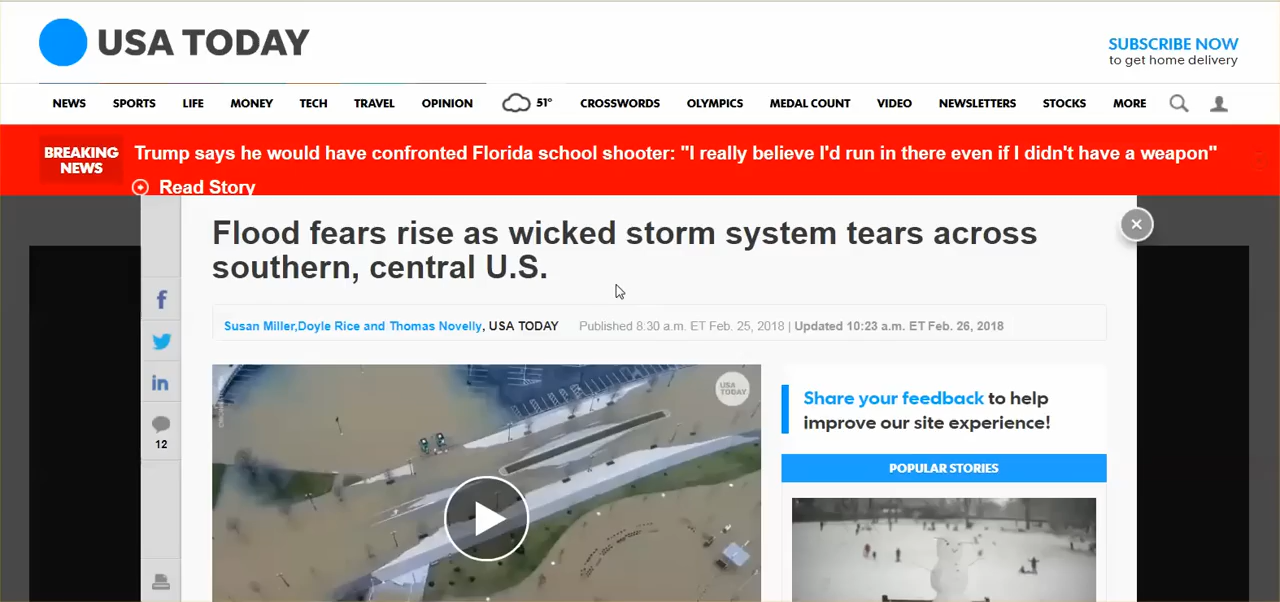 USA TODAY
SUBSCRIBE NOW
to get home delivery
NEWS SPORTS LIFE MONEY TECH TRAVEL OPINION 51° CROSSWORDS OLYMPICS MEDAL COUNT VIDEO NEWSLETTERS STOCKS MORE
BREAKING NEWS
Trump says he would have confronted Florida school shooter: "I really believe I'd run in there even if I didn't have a weapon"
Read Story
Flood fears rise as wicked storm system tears across
southern, central U.S.
Susan Miller,Doyle Rice and Thomas Novelly, USA TODAY Published 8:30 a.m. ET Feb. 25, 2018 | Updated 10:23 a.m. ET Feb. 26, 2018
12
USA TODAY
Share your feedback to help
improve our site experience!
POPULAR STORIES